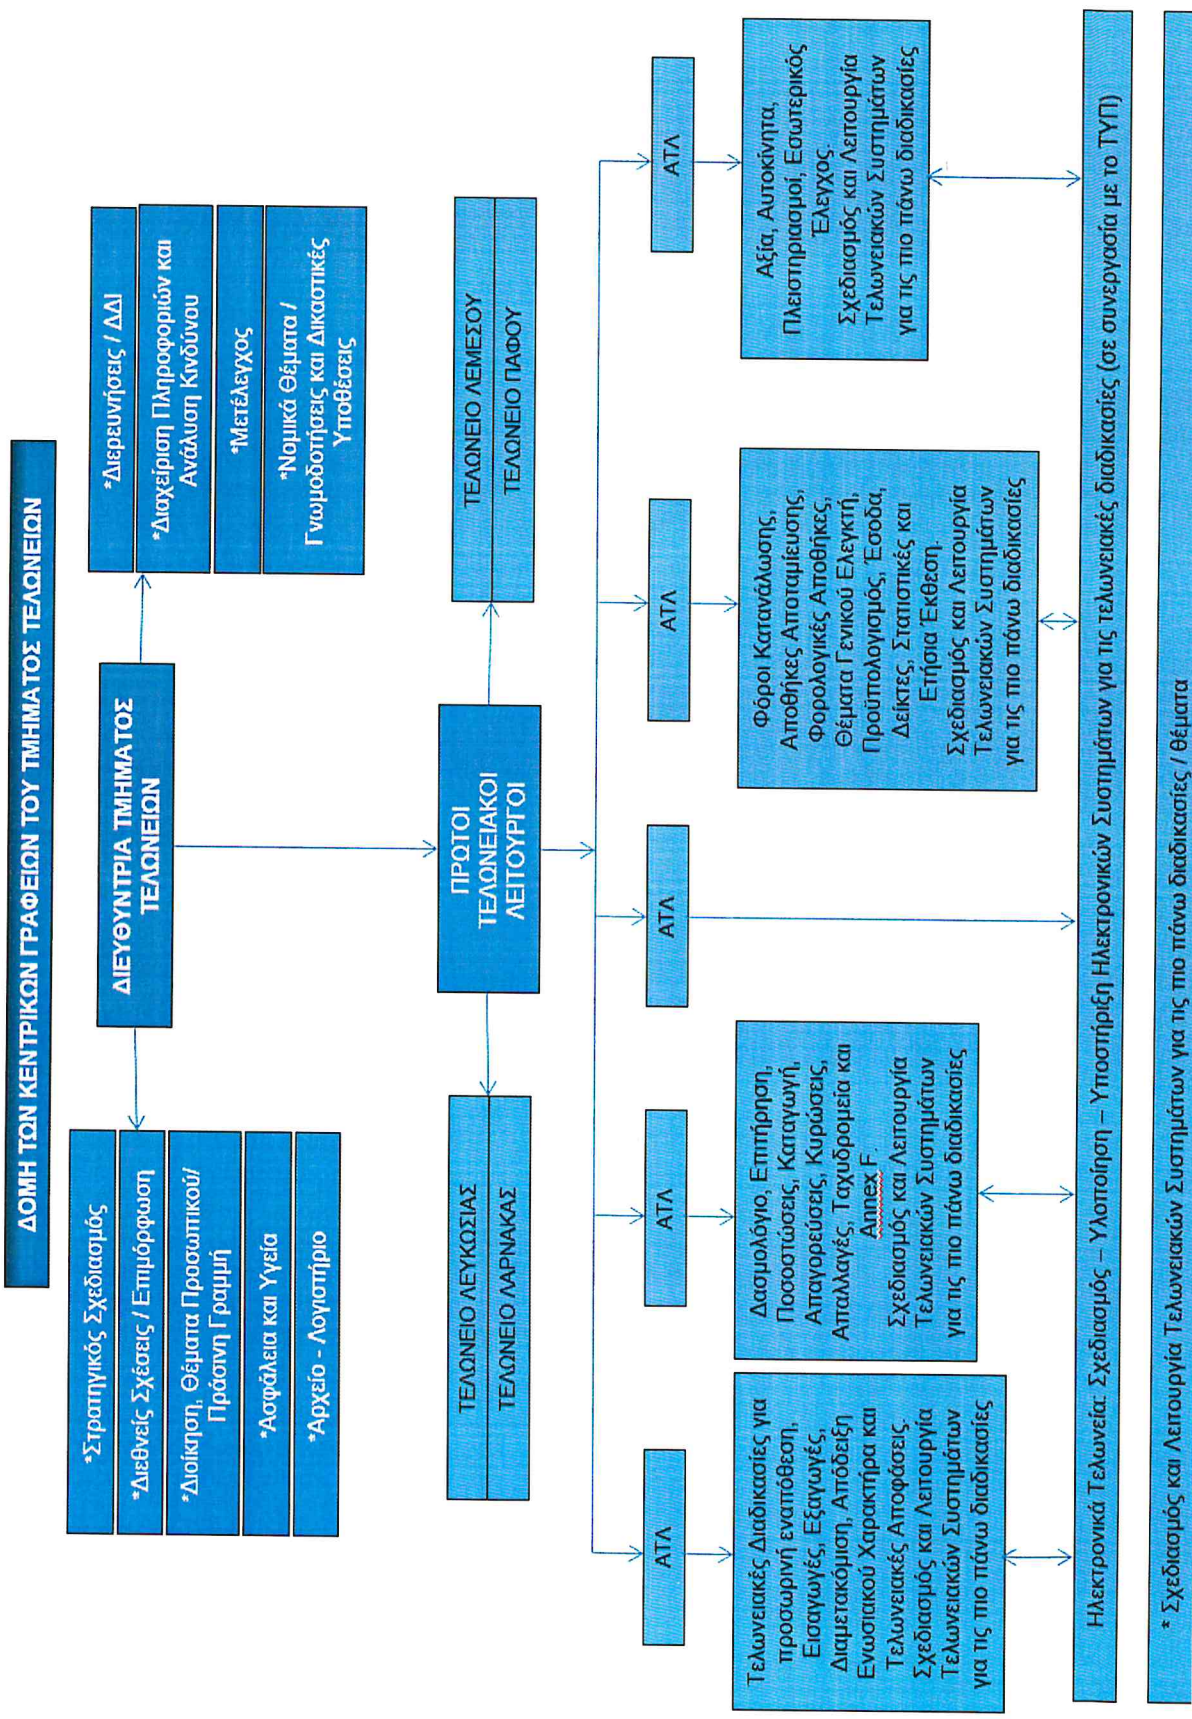 ΔΟΜΗ ΤΩΝ ΚΕΝΤΡΙΚΩΝ ΓΡΑΦΕΙΩΝ ΤΟΥ ΤΜΗΜΑΤΟΣ ΤΕΛΩΝΕΙΩΝ
*Στρατηγικός Σχεδιασμός
*Διεθνείς Σχέσεις / Επιμόρφωση
*Διοίκηση, Θέματα Προσωπικού/
Πράσινη Γραμμή
*Ασφάλεια και Υγεία
*Αρχείο - Λογιστήριο
ΔΙΕΥΘΥΝΤΡΙΑ ΤΜΗΜΑΤΟΣ
ΤΕΛΩΝΕΙΩΝ
*Διερευνήσεις / ΔΔΙ
*Διαχείριση Πληροφοριών και
Ανάλυση Κινδύνου
*Μετέλεγχος
*Νομικά Θέματα /
Γνωμοδοτήσεις και Δικαστικές
Υποθέσεις
ΤΕΛΩΝΕΙΟ ΛΕΥΚΩΣΙΑΣ
ΤΕΛΩΝΕΙΟ ΛΑΡΝΑΚΑΣ
ΠΡΩΤΟΙ
ΤΕΛΩΝΕΙΑΚΟΙ
ΛΕΙΤΟΥΡΓΟΙ
ΤΕΛΩΝΕΙΟ ΛΕΜΕΣΟΥ
ΤΕΛΩΝΕΙΟ ΠΑΦΟΥ
ΑΤΛ
ΑΤΛ
ΑΤΛ
ΑΤΛ
ΑΤΛ
Τελωνειακές Διαδικασίες για
προσωρινή εναπόθεση,
Εισαγωγές, Εξαγωγές,
Διαμετακόμιση, Απόδειξη
Ενωσιακού Χαρακτήρα και
Τελωνειακές Αποφάσεις.
Σχεδιασμός και Λειτουργία
Τελωνειακών Συστημάτων
για τις πιο πάνω διαδικασίες
Δασμολόγιο, Επιτήρηση,
Ποσοστώσεις, Καταγωγή,
Απαγορεύσεις, Κυρώσεις,
Απαλλαγές, Ταχυδρομεία και
Annex F.
Σχεδιασμός και Λειτουργία
Τελωνειακών Συστημάτων
για τις πιο πάνω διαδικασίες
Φόροι Κατανάλωσης,
Αποθήκες Αποταμίευσης,
Φορολογικές Αποθήκες,
Θέματα Γενικού Ελεγκτή,
Προϋπολογισμός, Έσοδα,
Δείκτες, Στατιστικές και
Ετήσια Έκθεση.
Σχεδιασμός και Λειτουργία
Τελωνειακών Συστημάτων
για τις πιο πάνω διαδικασίες
Αξία, Αυτοκίνητα,
Πλειστηριασμοί, Εσωτερικός
Έλεγχος.
Σχεδιασμός και Λειτουργία
Τελωνειακών Συστημάτων
για τις πιο πάνω διαδικασίες
Ηλεκτρονικά Τελωνεία: Σχεδιασμός – Υλοποίηση – Υποστήριξη Ηλεκτρονικών Συστημάτων για τις τελωνειακές διαδικασίες (σε συνεργασία με το ΤΥΠ)
* Σχεδιασμός και Λειτουργία Τελωνειακών Συστημάτων για τις πιο πάνω διαδικασίες / θέματα